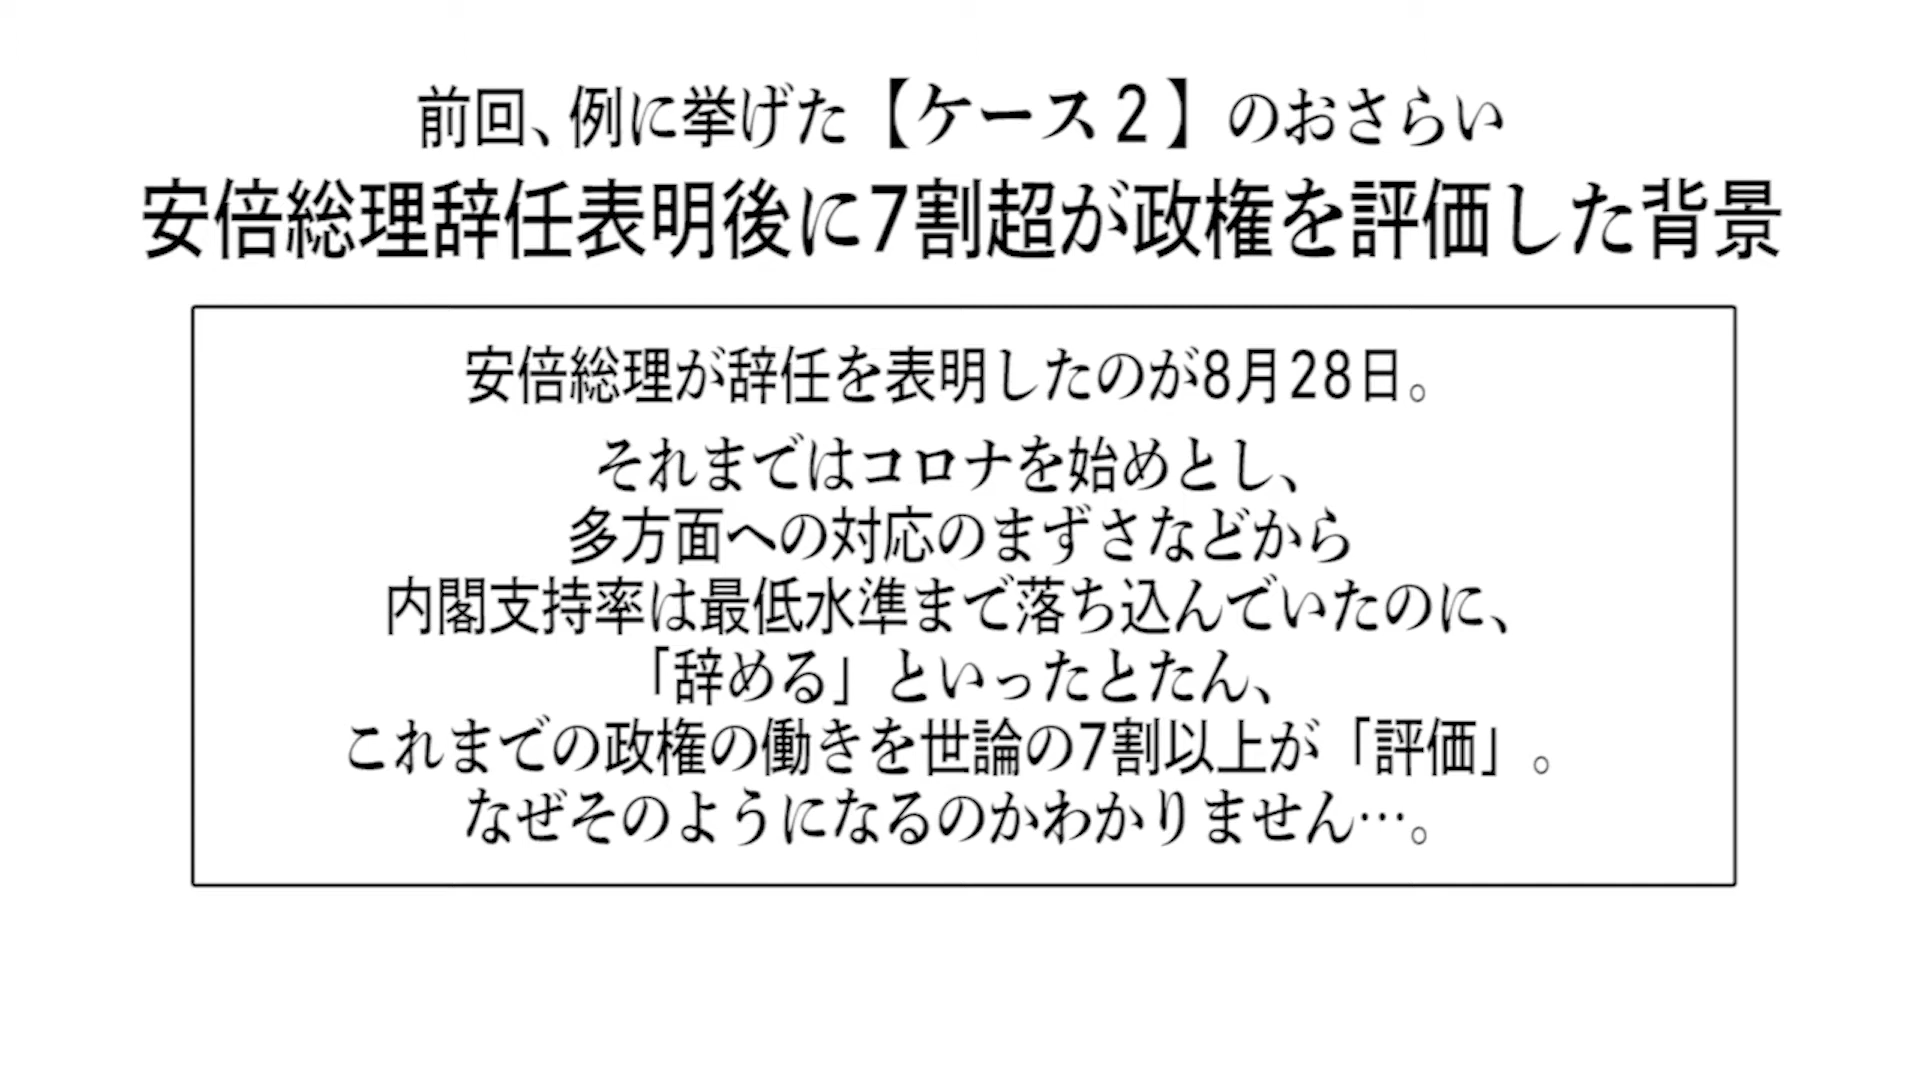 前回、例に挙げた【ケース２】のおさらい
安倍総理辞任表明後に7割超が政権を評価した背景
安倍総理が辞任を表明したのが8月28日。
それまではコロナを始めとし、
多方面への対応のまずさなどから
内閣支持率は最低水準まで落ち込んでいたのに、
「辞める」といったとたん、
これまでの政権の働きを世論の7割以上が「評価」。
なぜそのようになるのかわかりません…。